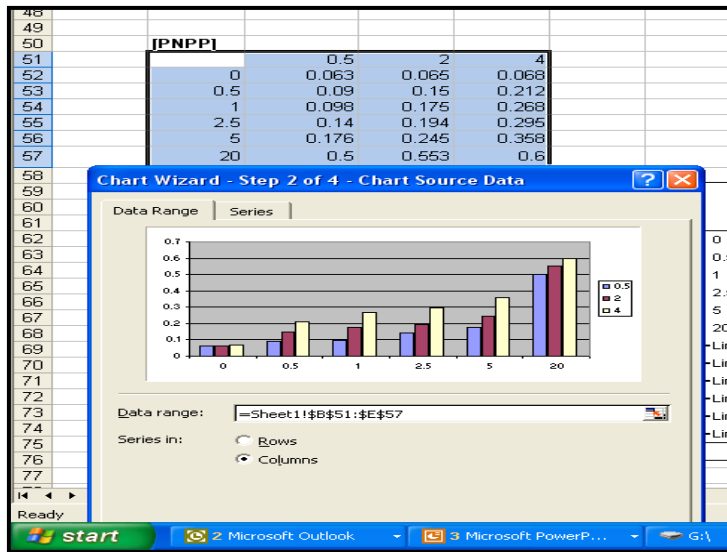 48
49
50 [PNPP]
51 0.5 2 4
52 0 0.063 0.065 0.068
53 0.5 0.09 0.15 0.212
54 1 0.098 0.175 0.268
55 2.5 0.14 0.194 0.295
56 5 0.176 0.245 0.358
57 20 0.5 0.553 0.6
58
59
60
61
62
63
64
65
66
67
68
69
70
71
72
73
74
75
76
77
Chart Wizard - Step 2 of 4 - Chart Source Data
Data Range Series
0.7
0.6
0.5
0.4
0.3
0.2
0.1
0
0 0.5 1 2.5 5 20
0.5
2
4
Data range: =Sheet1!$B$51:$E$57
Series in: Rows
Columns
0
1
5
20
Ready
start 2 Microsoft Outlook 3 Microsoft PowerP... G:\